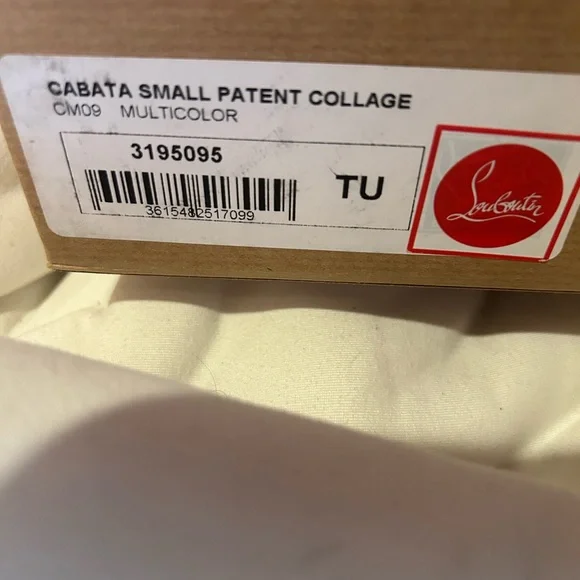 CABATA SMALL PATENT COLLAGE
CM09 MULTICOLOR
3195095
TU
3615482517099
Louboutin